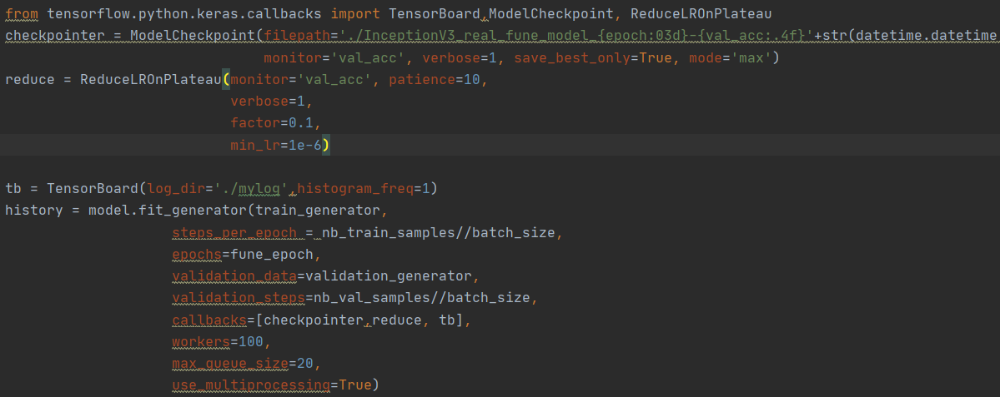 from tensorflow.python.keras.callbacks import TensorBoard,ModelCheckpoint, ReduceLROnPlateau
checkpointer = ModelCheckpoint(filepath='./InceptionV3_real_fune_model_{epoch:03d}-{val_acc:.4f}'+str(datetime.datetime
monitor='val_acc', verbose=1, save_best_only=True, mode='max')
reduce = ReduceLROnPlateau(monitor='val_acc', patience=10,
verbose=1,
factor=0.1,
min_lr=1e-6)
tb = TensorBoard(log_dir='./mylog',histogram_freq=1)
history = model.fit_generator(train_generator,
steps_per_epoch = nb_train_samples//batch_size,
epochs=fune_epoch,
validation_data=validation_generator,
validation_steps=nb_val_samples//batch_size,
callbacks=[checkpointer,reduce, tb],
workers=100,
max_queue_size=20,
use_multiprocessing=True)